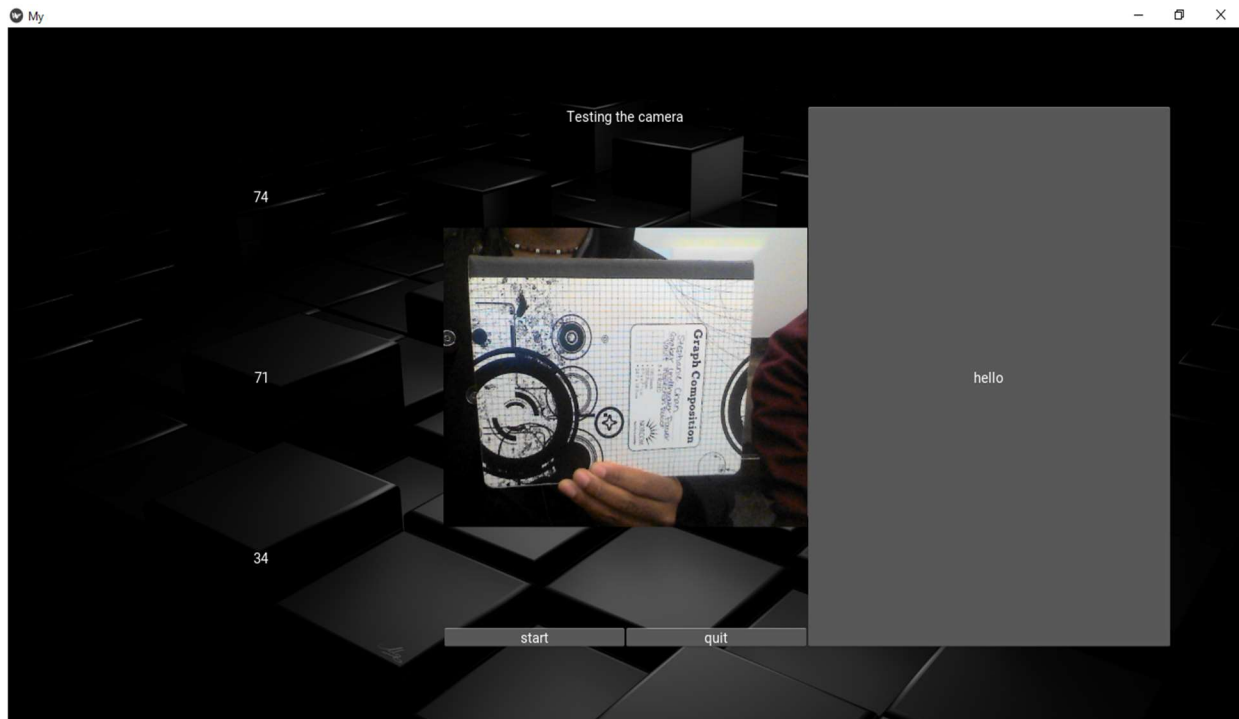 My
Testing the camera
74
71
34
Graph Composition
hello
start
quit